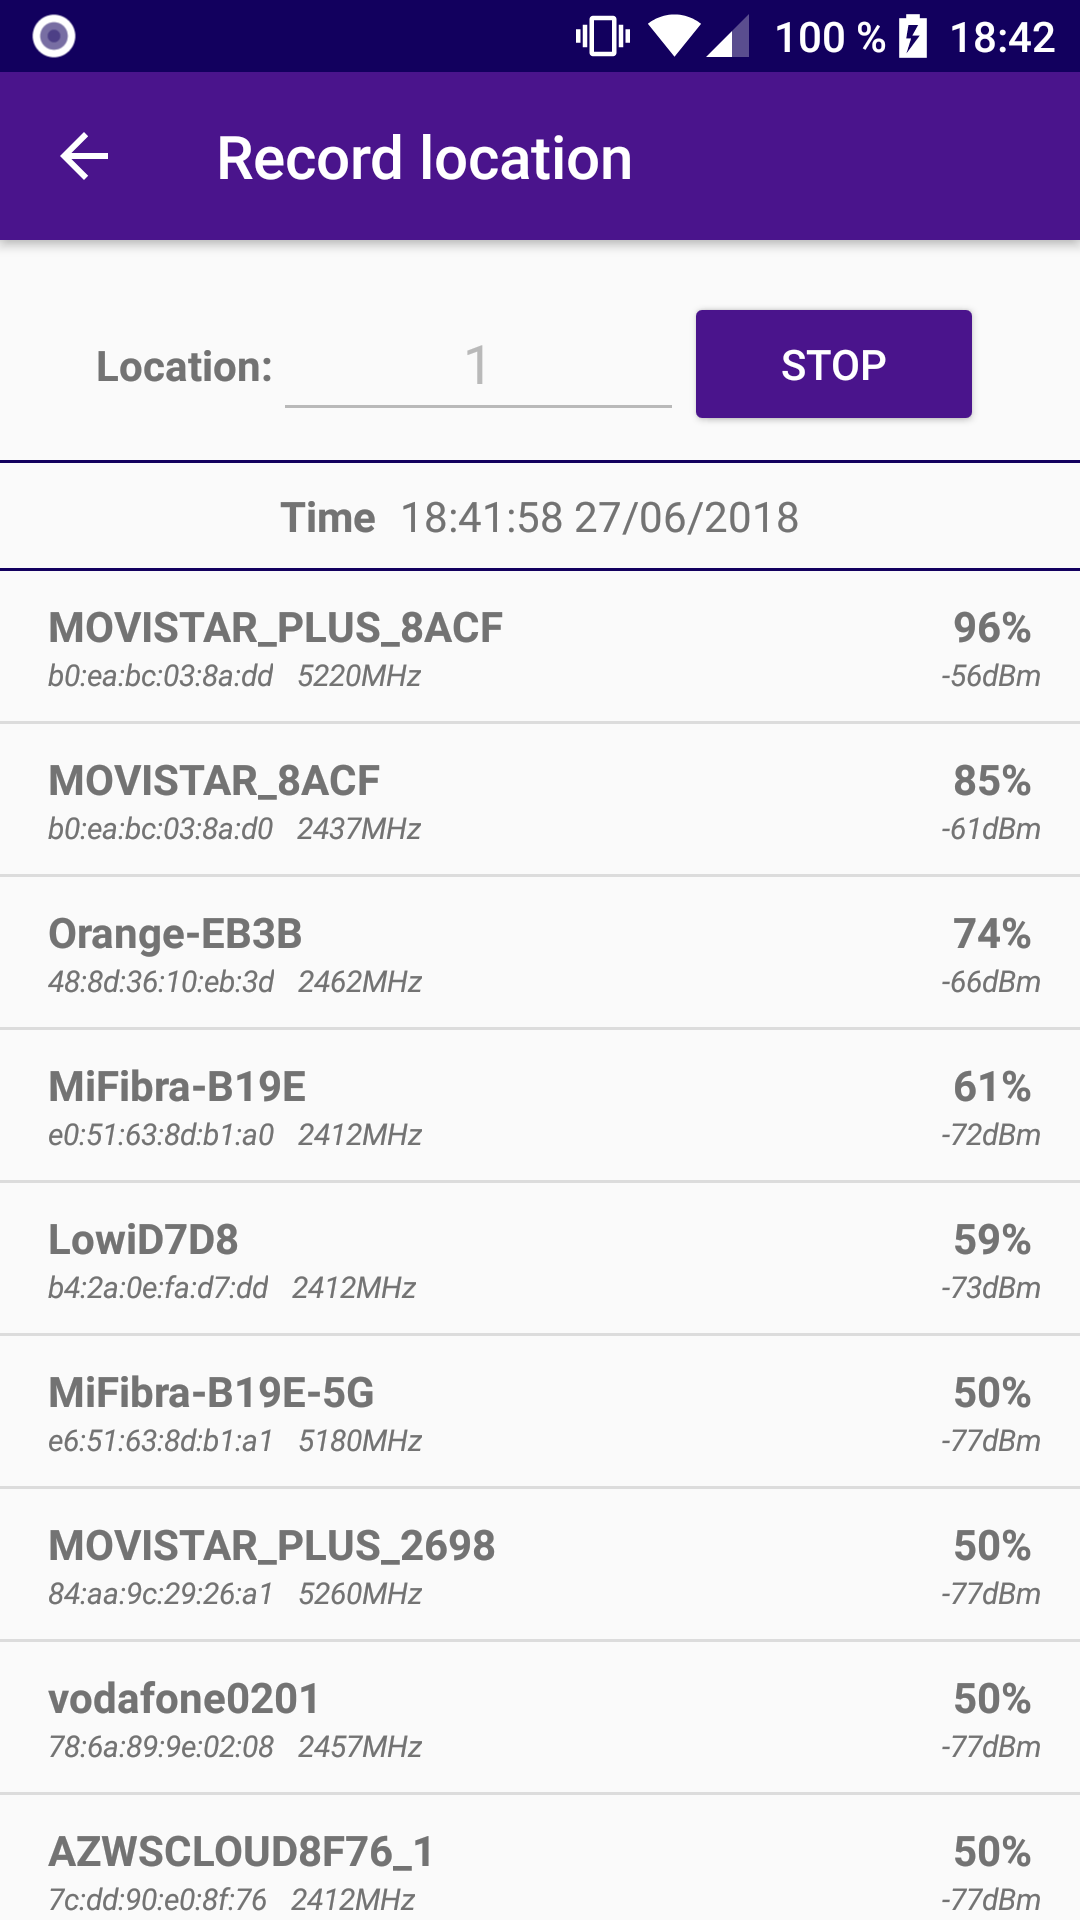 100 % 18:42
Record location
Location: 1 STOP
Time 18:41:58 27/06/2018
MOVISTAR_PLUS_8ACF 96%
b0:ea:bc:03:8a:dd 5220MHz -56dBm
MOVISTAR_8ACF 85%
b0:ea:bc:03:8a:d0 2437MHz -61dBm
Orange-EB3B 74%
48:8d:36:10:eb:3d 2462MHz -66dBm
MiFibra-B19E 61%
e0:51:63:8d:b1:a0 2412MHz -72dBm
LowiD7D8 59%
b4:2a:0e:fa:d7:dd 2412MHz -73dBm
MiFibra-B19E-5G 50%
e6:51:63:8d:b1:a1 5180MHz -77dBm
MOVISTAR_PLUS_2698 50%
84:aa:9c:29:26:a1 5260MHz -77dBm
vodafone0201 50%
78:6a:89:9e:02:08 2457MHz -77dBm
AZWSCLOUD8F76_1 50%
7c:dd:90:e0:8f:76 2412MHz -77dBm